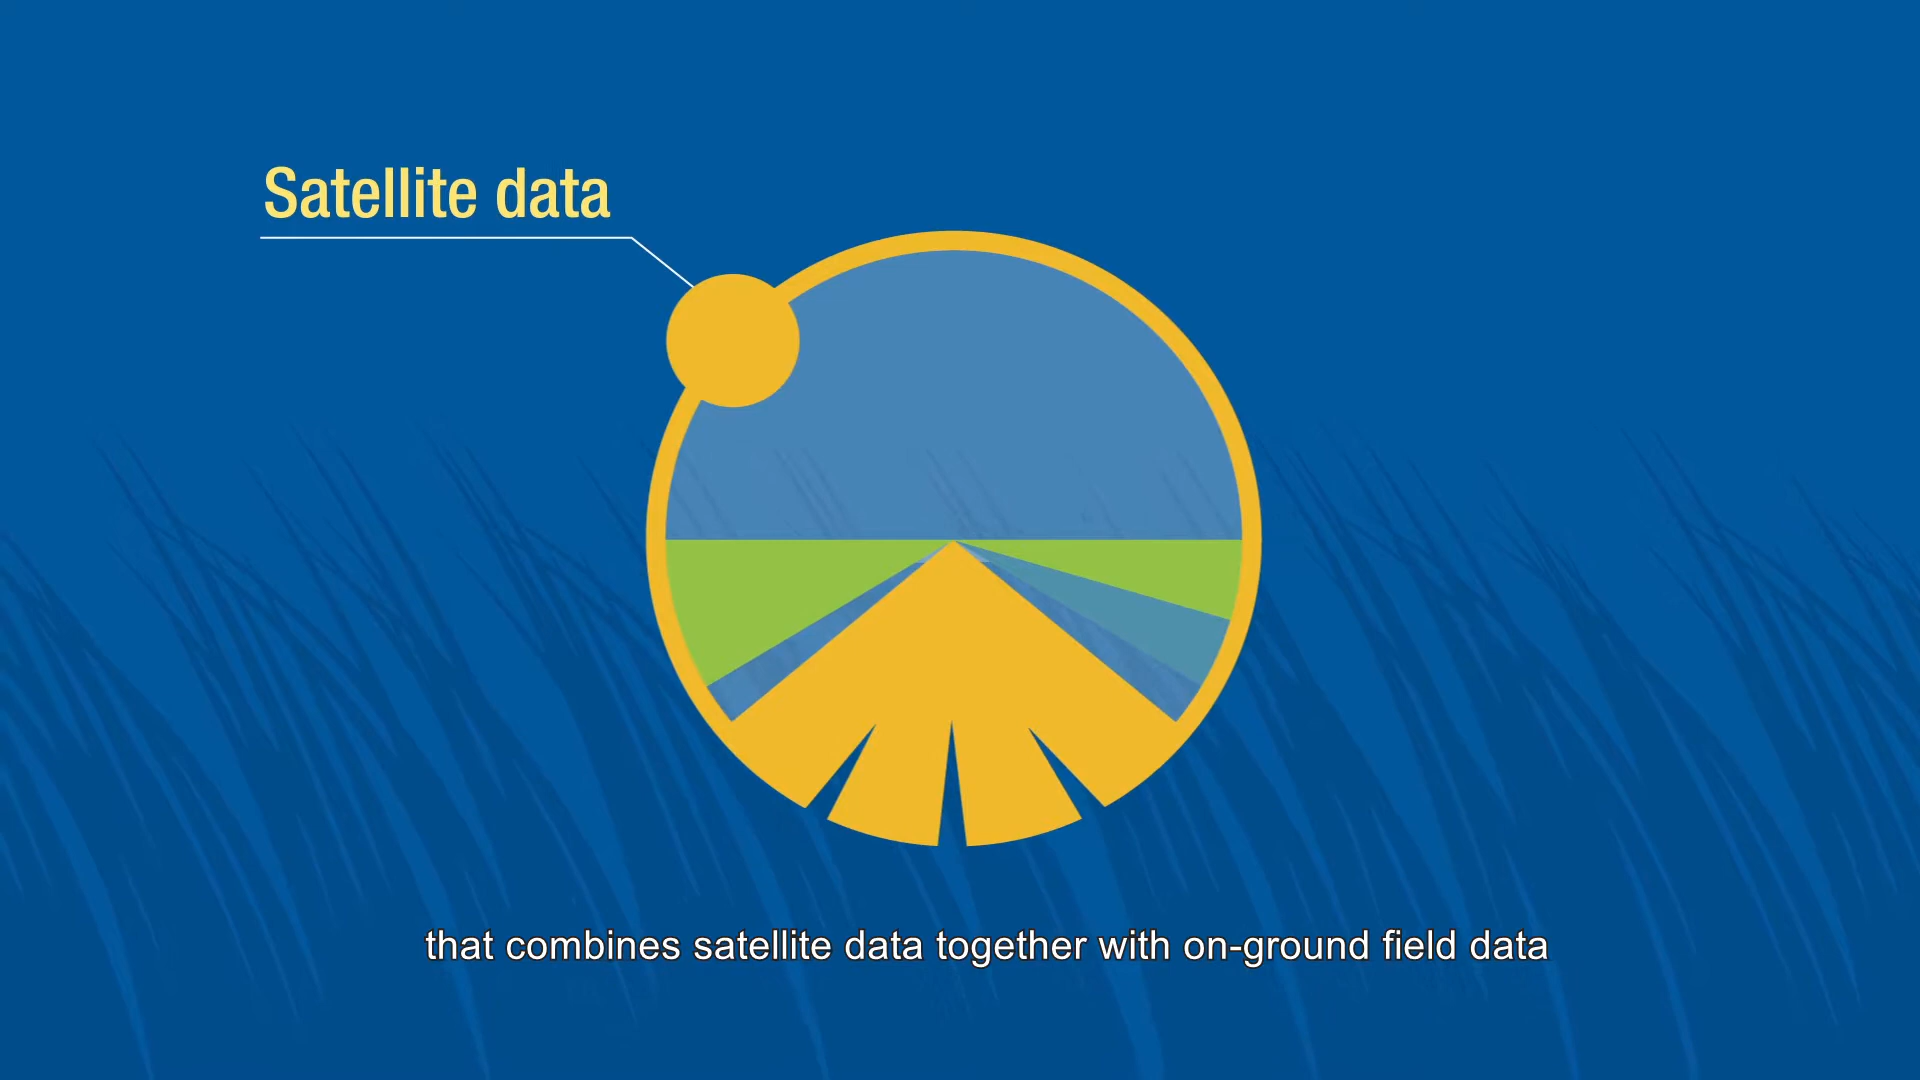 Satellite data
that combines satellite data together with on-ground field data